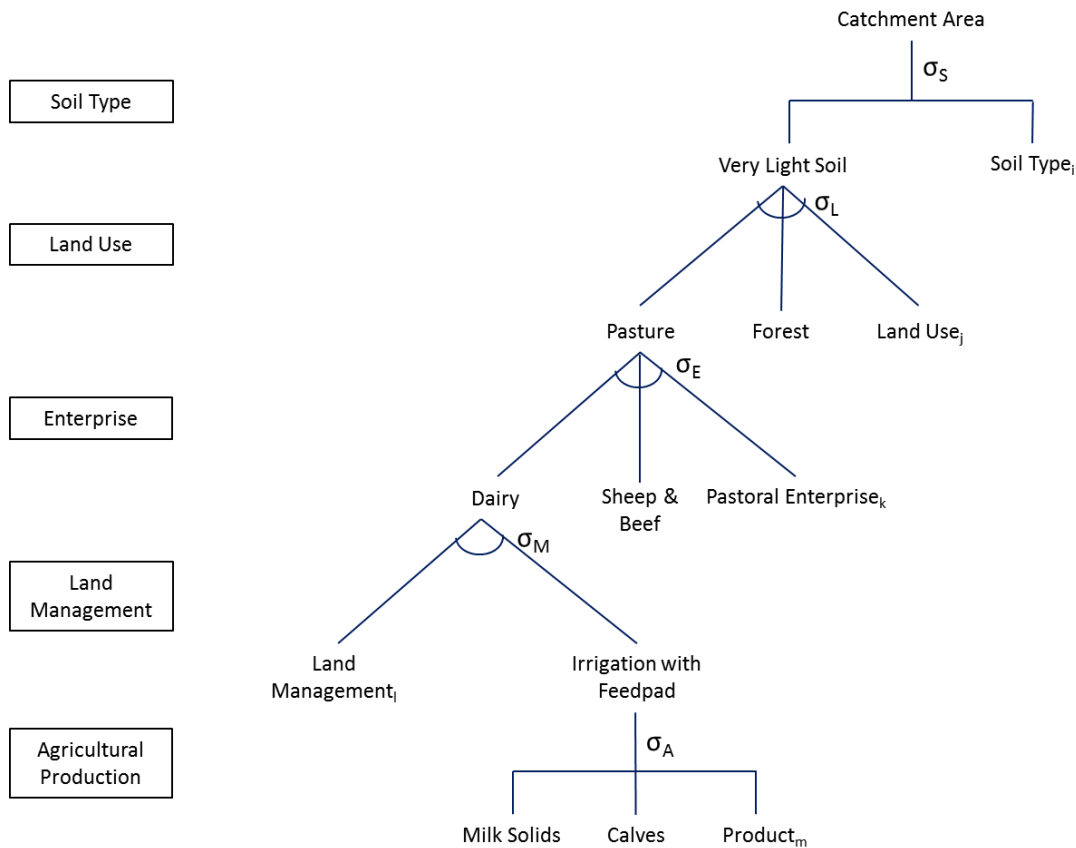 Catchment Area
σS
Soil Type
Very Light Soil
Soil Typei
σL
Land Use
Pasture
Forest
Land Usej
σE
Enterprise
Dairy
Sheep &
Beef
Pastoral Enterprisek
σM
Land
Management
Land
Managementl
Irrigation with
Feedpad
σA
Agricultural
Production
Milk Solids
Calves
Productm